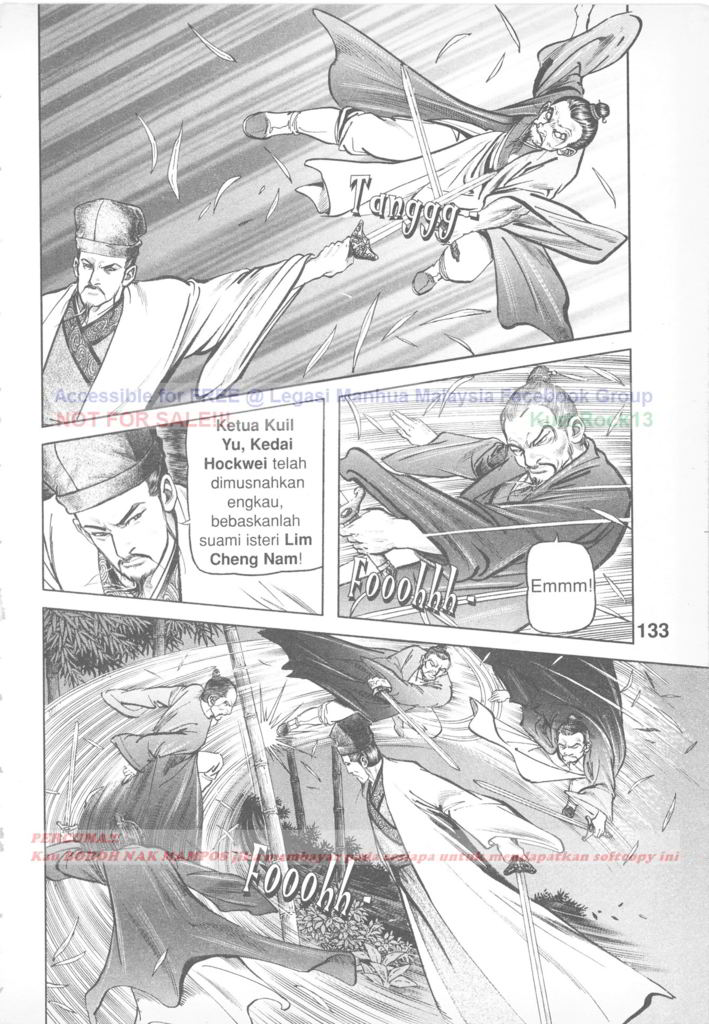 Tanggg-
Accessible for FREE @ Legasi Manhua Malaysia Facebook Group
NOT FOR SALE!!!
Ketua Kuil
Yu, Kedai
Hockwei telah
dimusnahkan
engkau,
bebaskanlah
suami isteri Lim
Cheng Nam!
Fooohhh-
Emmm!
133
PERCUMA!!
nak MAMPOS jika membayar pada sesiapa untuk mendapatkan softcopy ini
Fooohh-